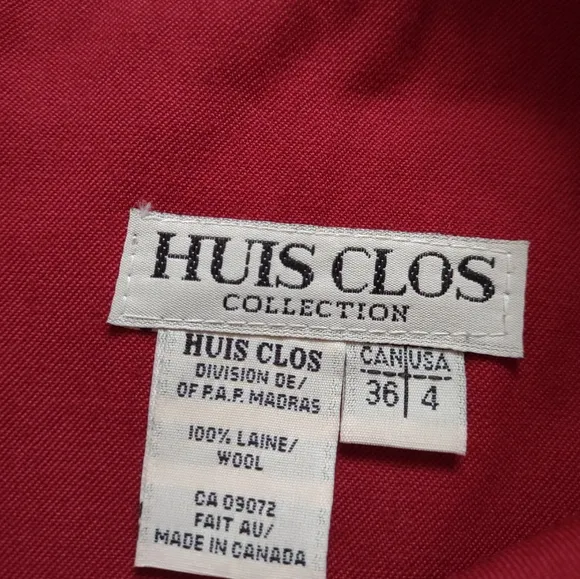 HUIS CLOS
COLLECTION
HUIS CLOS
DIVISION DE/
OF P.A.P. MADRAS
100% LAINE/
WOOL
CA 09072
FAIT AU/
MADE IN CANADA
CAN USA
36 4